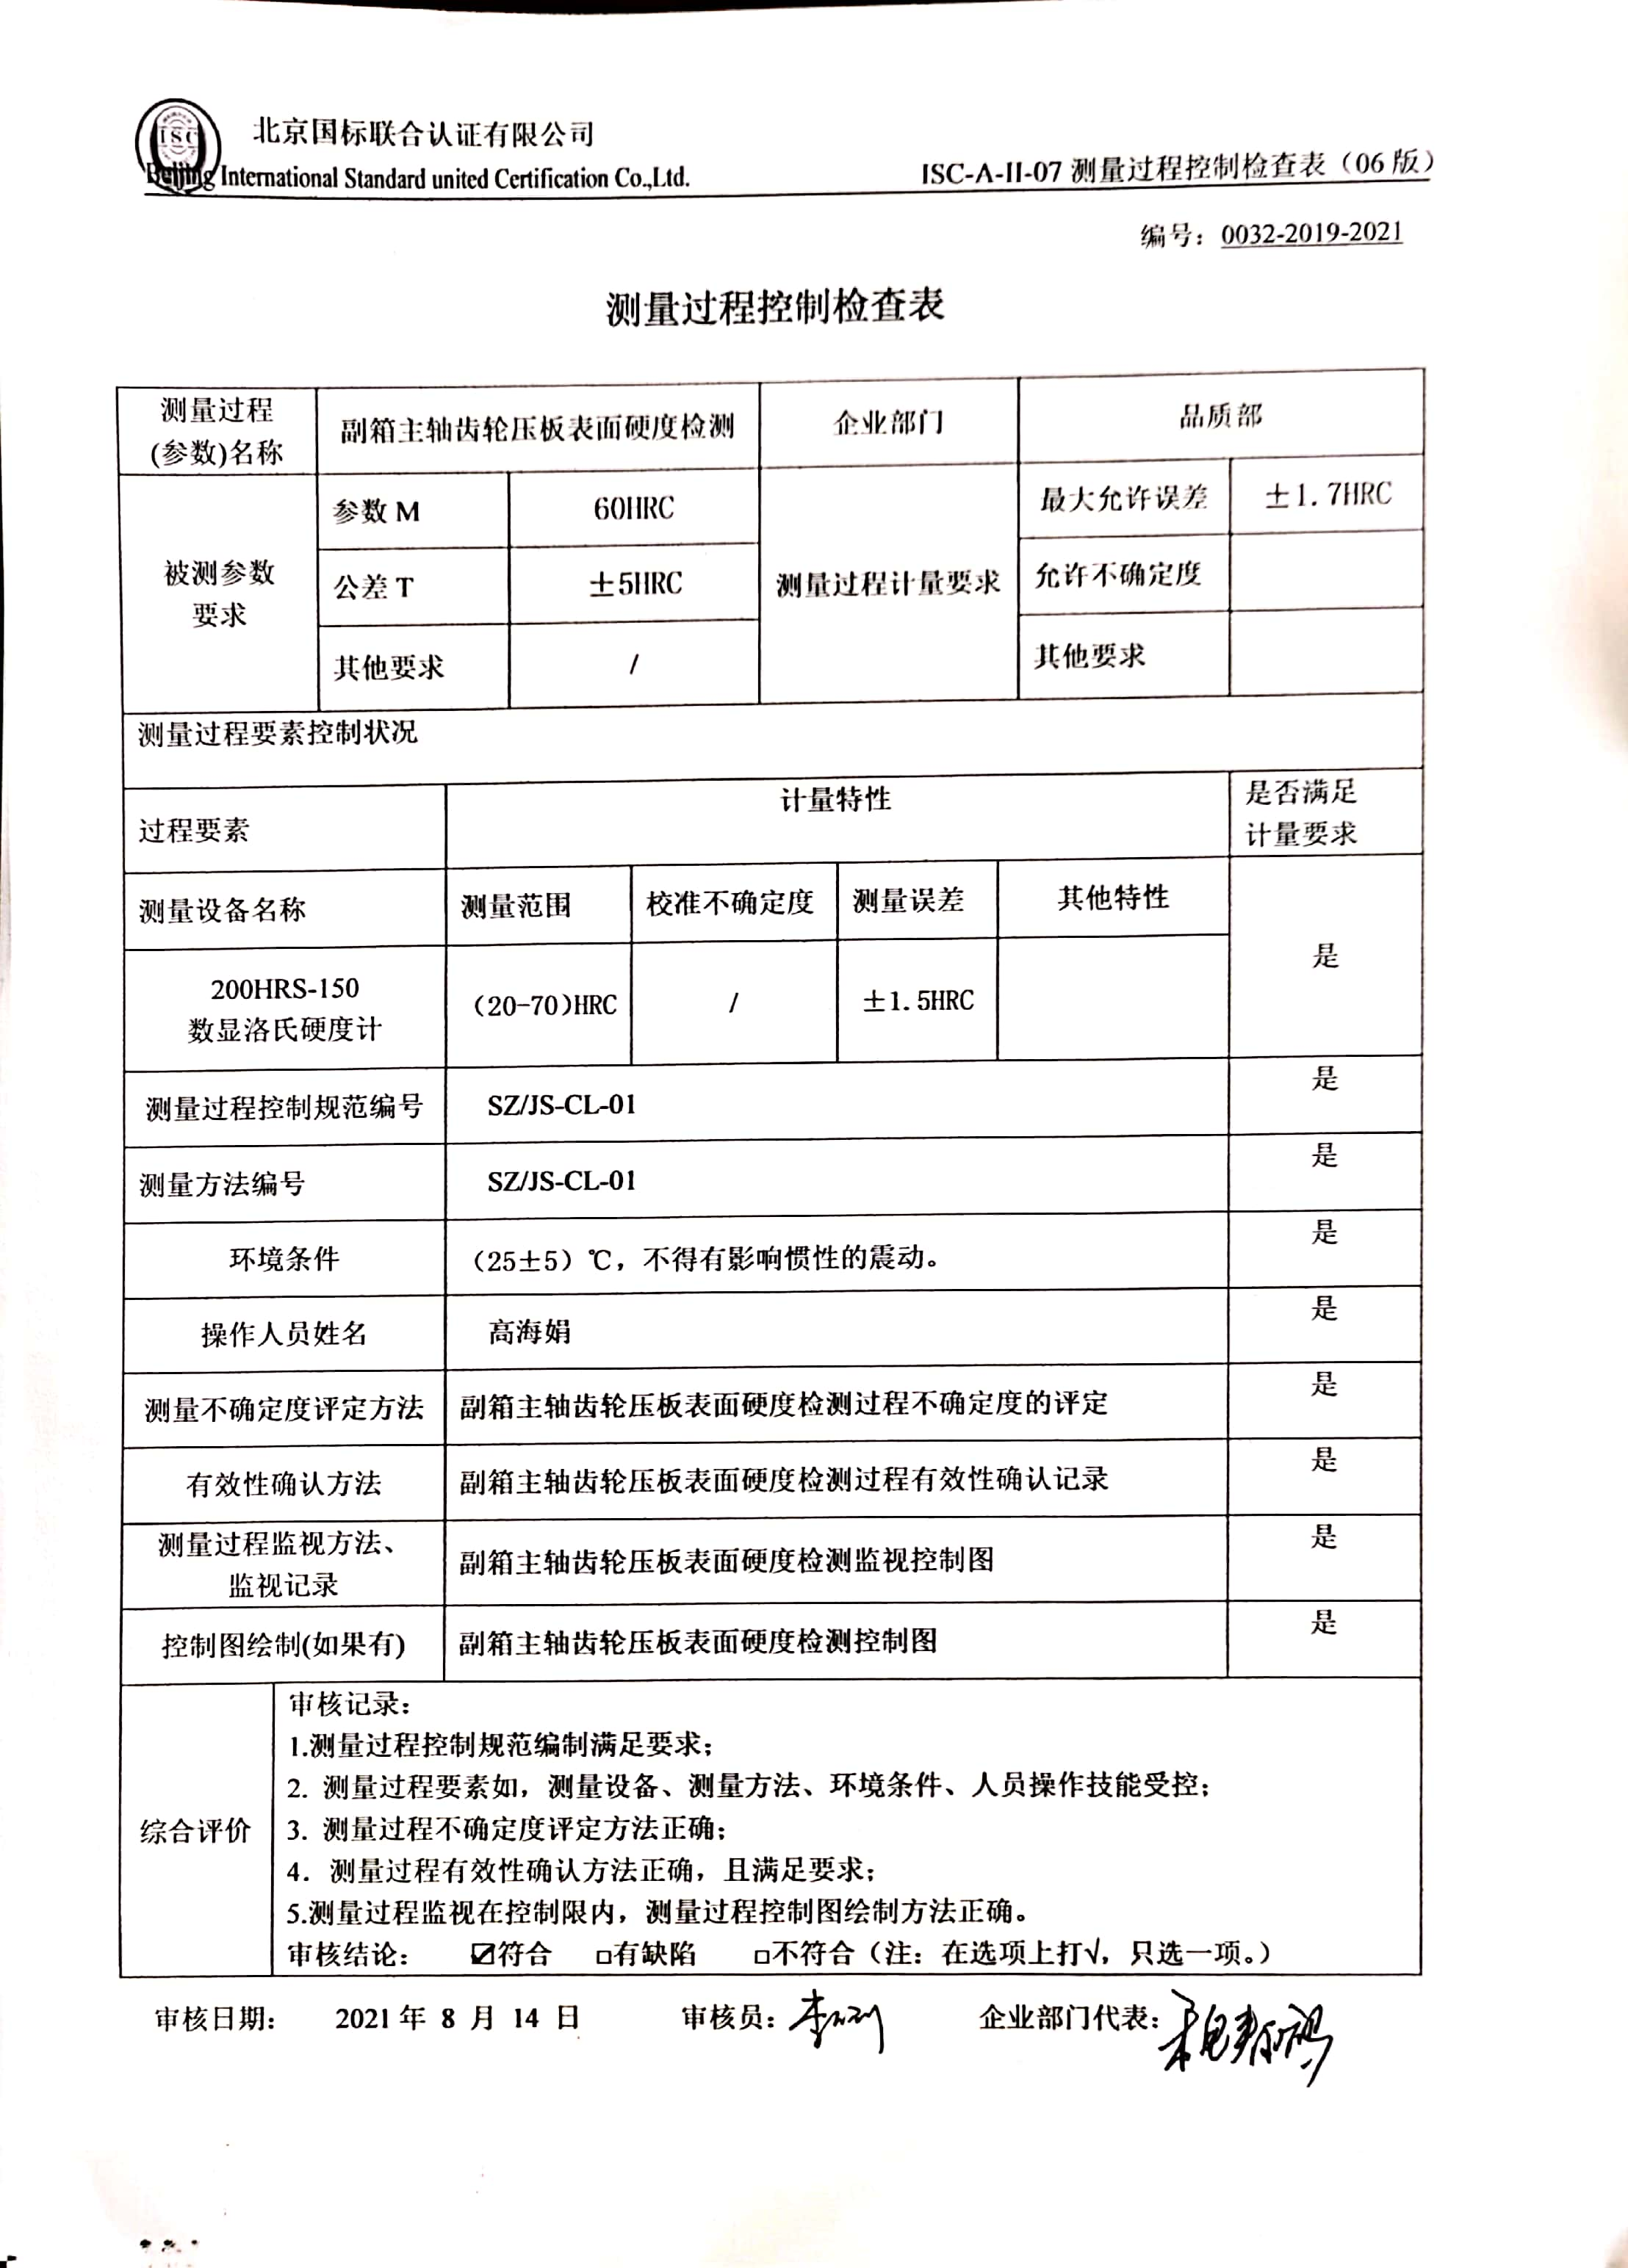 ISC
北京国标联合认证有限公司
Beijing International Standard united Certification Co.,Ltd.
ISC-A-II-07 测量过程控制检查表（06 版）
编号：0032-2019-2021
测量过程控制检查表
测量过程
(参数)名称
副箱主轴齿轮压板表面硬度检测
企业部门
品质部
被测参数
要求
参数 M
60HRC
测量过程计量要求
最大允许误差
±1.7HRC
公差 T
±5HRC
允许不确定度
其他要求
/
其他要求
测量过程要素控制状况
过程要素
计量特性
是否满足
计量要求
测量设备名称
测量范围
校准不确定度
测量误差
其他特性
是
200HRS-150
数显洛氏硬度计
（20-70)HRC
/
±1.5HRC
测量过程控制规范编号
SZ/JS-CL-01
是
测量方法编号
SZ/JS-CL-01
是
环境条件
（25±5）℃，不得有影响惯性的震动。
是
操作人员姓名
高海娟
是
测量不确定度评定方法
副箱主轴齿轮压板表面硬度检测过程不确定度的评定
是
有效性确认方法
副箱主轴齿轮压板表面硬度检测过程有效性确认记录
是
测量过程监视方法、
监视记录
副箱主轴齿轮压板表面硬度检测监视控制图
是
控制图绘制(如果有)
副箱主轴齿轮压板表面硬度检测控制图
是
综合评价
审核记录：
1.测量过程控制规范编制满足要求；
2. 测量过程要素如，测量设备、测量方法、环境条件、人员操作技能受控；
3. 测量过程不确定度评定方法正确；
4. 测量过程有效性确认方法正确，且满足要求；
5.测量过程监视在控制限内，测量过程控制图绘制方法正确。
审核结论： ☑符合 □有缺陷 □不符合（注：在选项上打√，只选一项。）
审核日期： 2021 年 8 月 14 日 审核员： 企业部门代表：